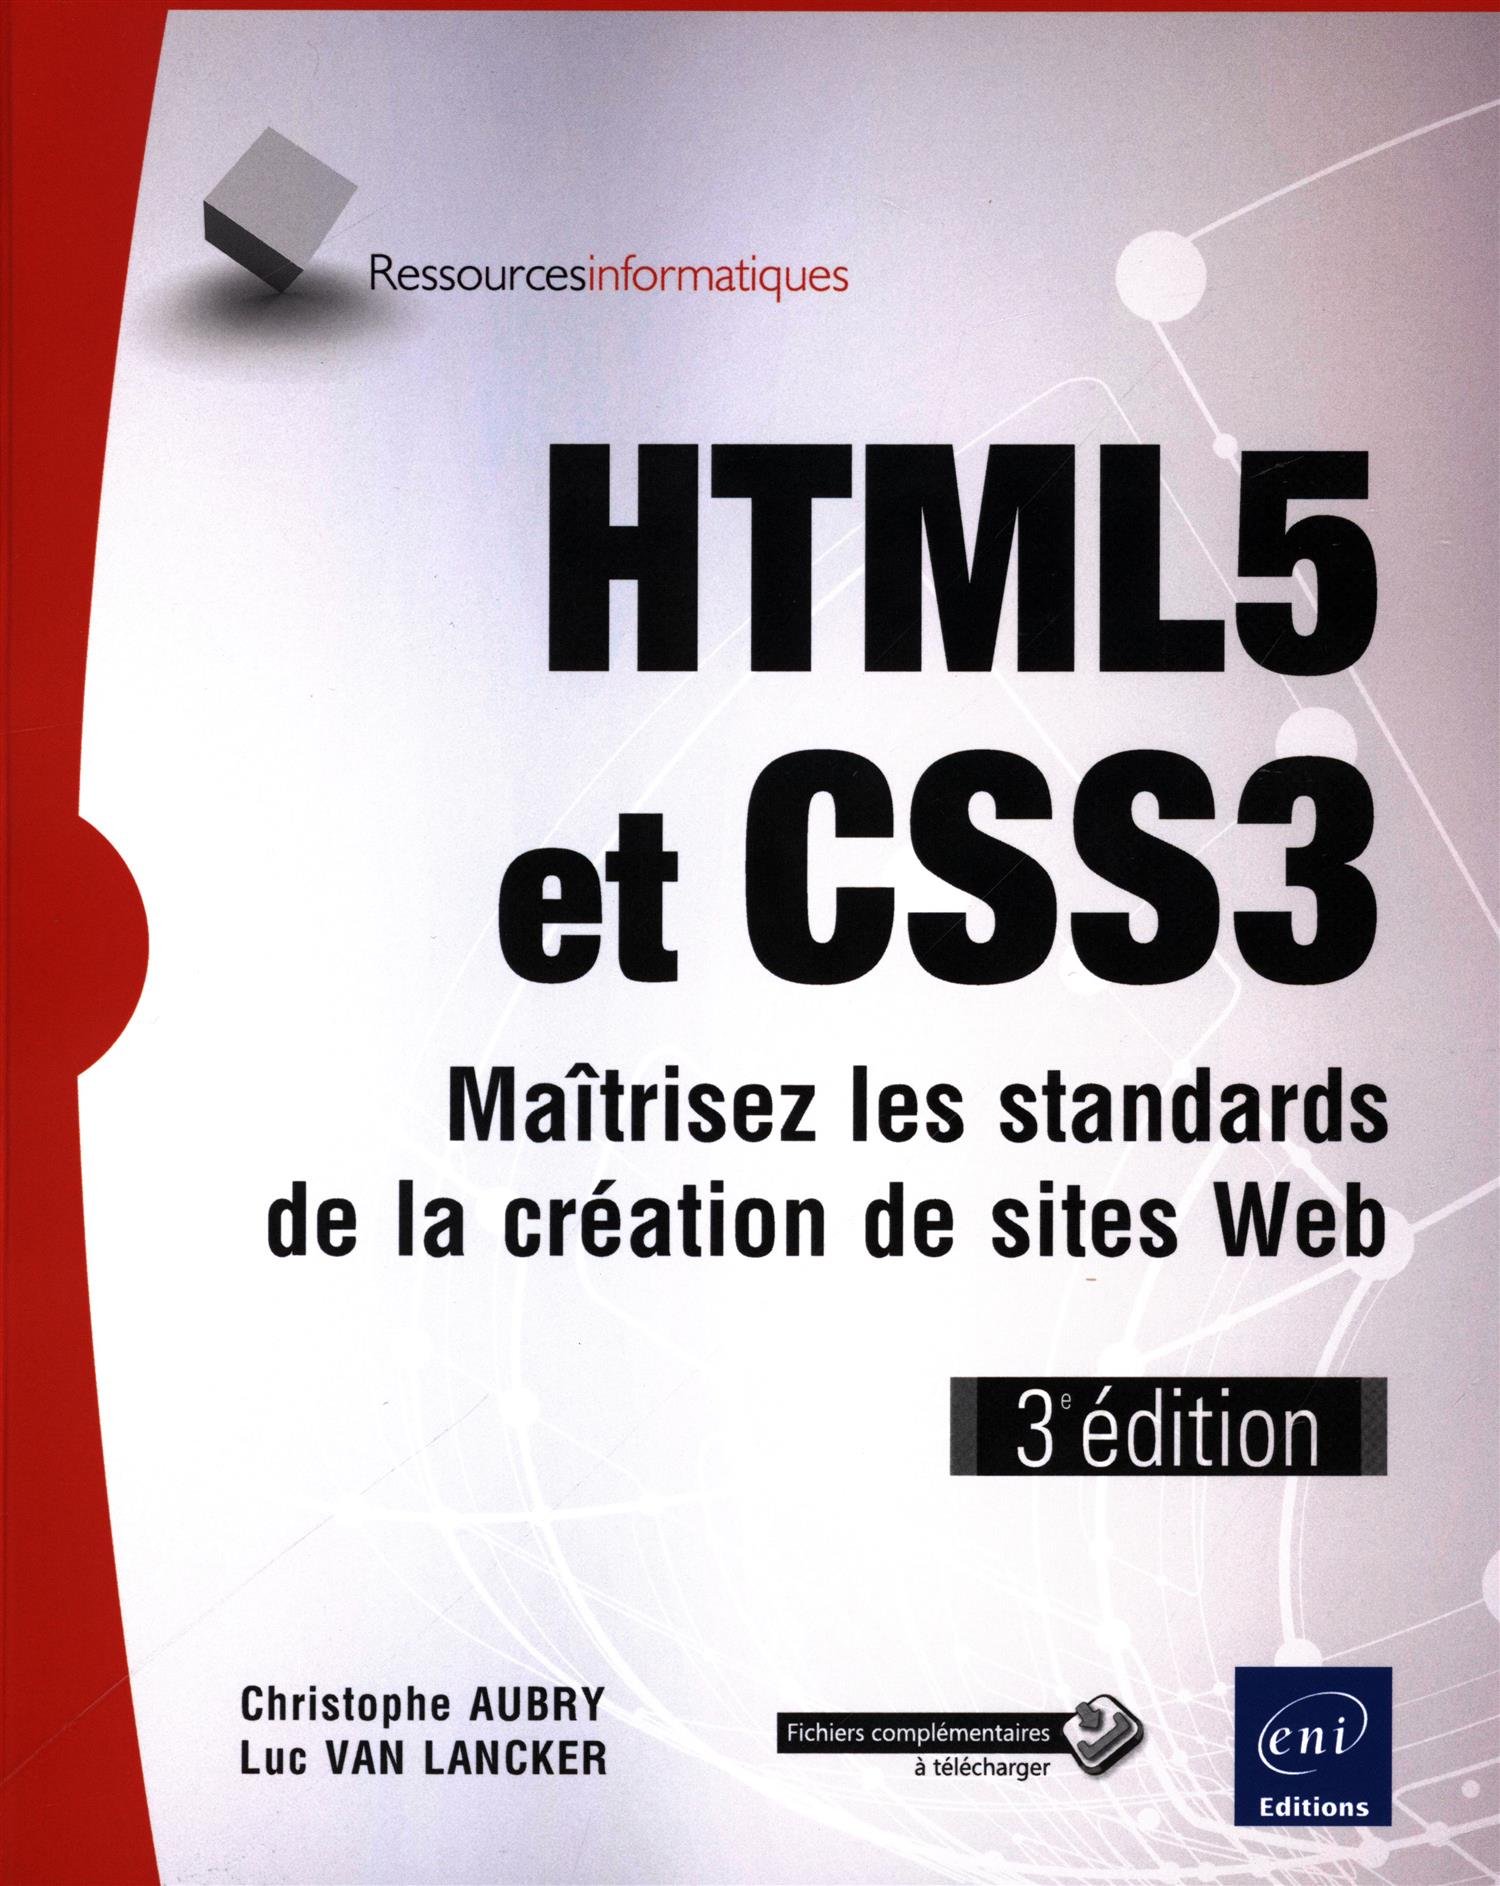 Ressourcesinformatiques
HTML5
et CSS3
Maîtrisez les standards
de la création de sites Web
3e édition
Christophe AUBRY
Luc VAN LANCKER
Fichiers complémentaires
à télécharger
eni
Editions